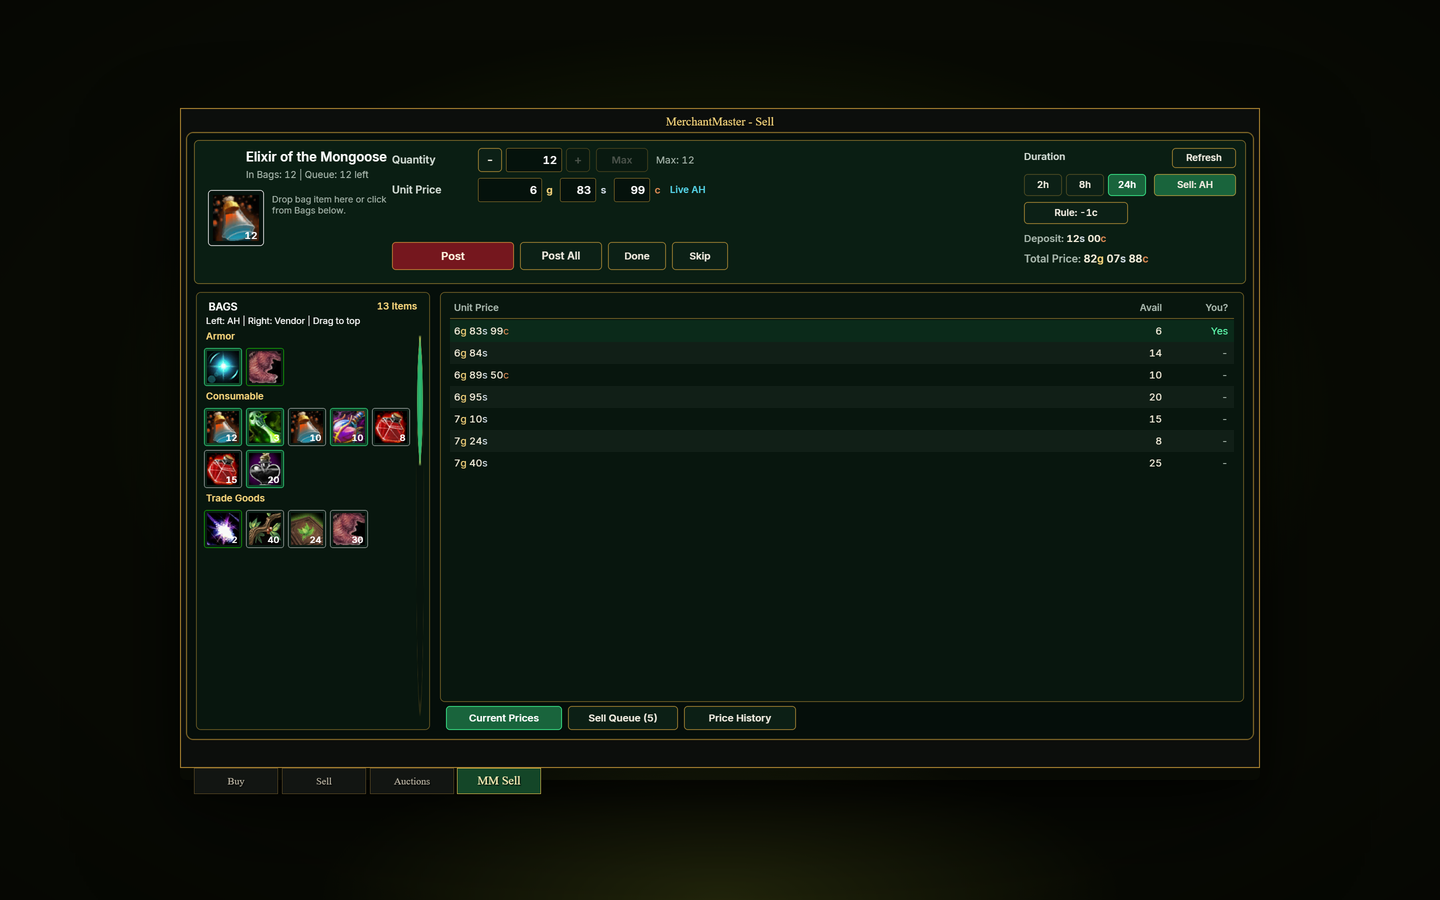 MerchantMaster - Sell
Elixir of the Mongoose
In Bags: 12 | Queue: 12 left
Drop bag item here or click
from Bags below.
12
Quantity
-
12
+
Max
Max: 12
Unit Price
6 g 83 s 99 c
Live AH
Post
Post All
Done
Skip
Duration
Refresh
2h
8h
24h
Sell: AH
Rule: -1c
Deposit: 12s 00c
Total Price: 82g 07s 88c
BAGS
13 Items
Left: AH | Right: Vendor | Drag to top
Armor
Consumable
12
10
10
8
15
20
Trade Goods
2
40
24
30
Unit Price Avail You?
6g 83s 99c 6 Yes
6g 84s 14 -
6g 89s 50c 10 -
6g 95s 20 -
7g 10s 15 -
7g 24s 8 -
7g 40s 25 -
Current Prices
Sell Queue (5)
Price History
Buy
Sell
Auctions
MM Sell